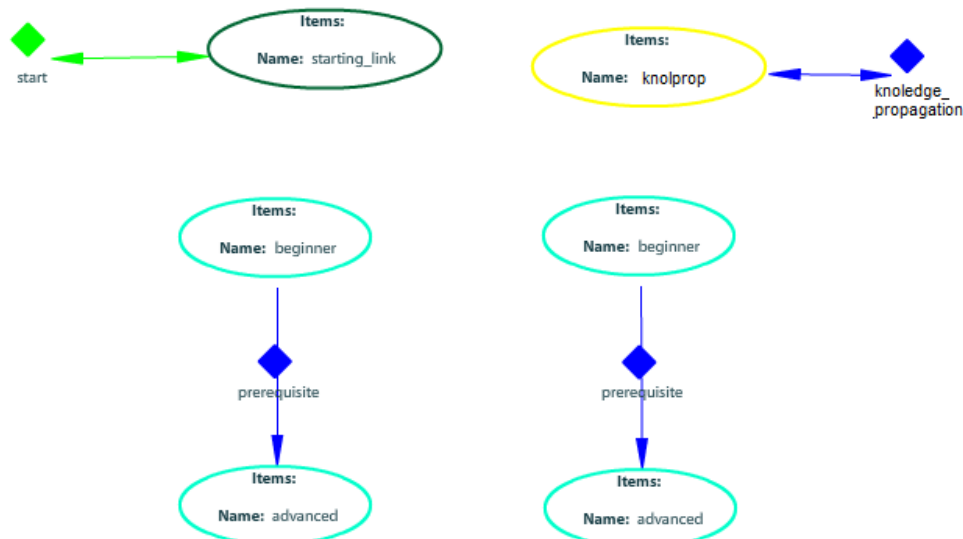 Items:
Name: starting_link
start
Items:
Name: knolprop
knoledge_
propagation
Items:
Name: beginner
prerequisite
Items:
Name: advanced
Items:
Name: beginner
prerequisite
Items:
Name: advanced